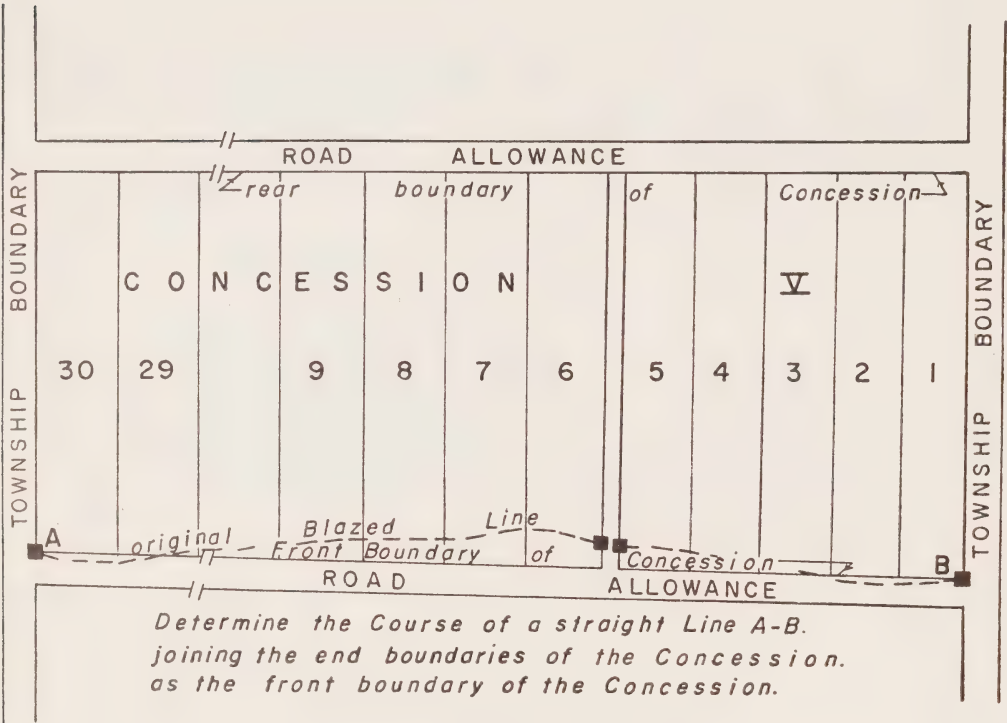 ROAD ALLOWANCE
rear boundary of Concession
TOWNSHIP BOUNDARY
CONCESSION V
30 29 9 8 7 6 5 4 3 2 1
TOWNSHIP BOUNDARY
A original Blazed Line
Front Boundary of Concession B
ROAD ALLOWANCE
Determine the Course of a straight Line A-B.
joining the end boundaries of the Concession.
as the front boundary of the Concession.